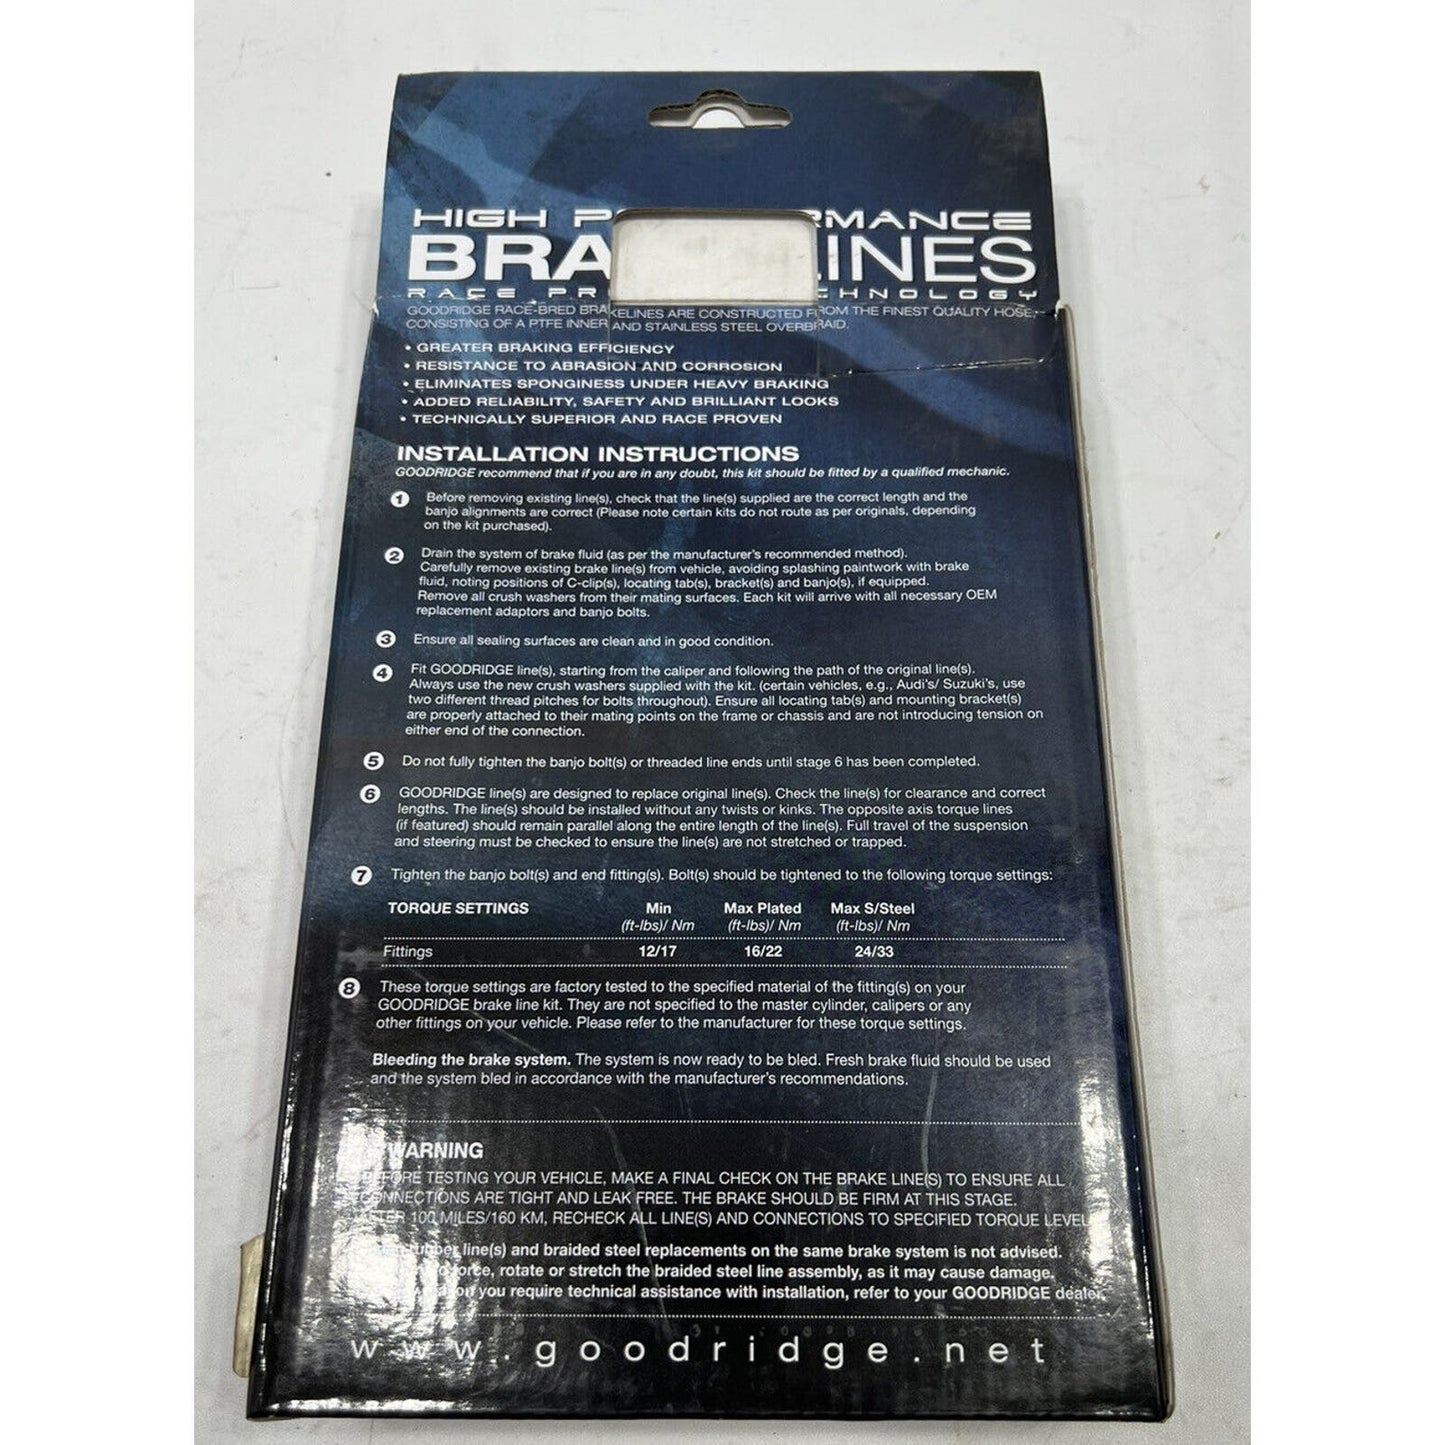 HIGH P RMANCE
BRA LINES
RACE PR CHNOLOGY
GOODRIDGE RACE-BRED BRAKELINES ARE CONSTRUCTED FROM THE FINEST QUALITY HOSE,
CONSISTING OF A PTFE INNER AND STAINLESS STEEL OVERBRAID.
• GREATER BRAKING EFFICIENCY
• RESISTANCE TO ABRASION AND CORROSION
• ELIMINATES SPONGINESS UNDER HEAVY BRAKING
• ADDED RELIABILITY, SAFETY AND BRILLIANT LOOKS
• TECHNICALLY SUPERIOR AND RACE PROVEN
INSTALLATION INSTRUCTIONS
GOODRIDGE recommend that if you are in any doubt, this kit should be fitted by a qualified mechanic.
1 Before removing existing line(s), check that the line(s) supplied are the correct length and the
banjo alignments are correct (Please note certain kits do not route as per originals, depending
on the kit purchased).
2 Drain the system of brake fluid (as per the manufacturer's recommended method).
Carefully remove existing brake line(s) from vehicle, avoiding splashing paintwork with brake
fluid, noting positions of C-clip(s), locating tab(s), bracket(s) and banjo(s), if equipped.
Remove all crush washers from their mating surfaces. Each kit will arrive with all necessary OEM
replacement adaptors and banjo bolts.
3 Ensure all sealing surfaces are clean and in good condition.
4 Fit GOODRIDGE line(s), starting from the caliper and following the path of the original line(s).
Always use the new crush washers supplied with the kit. (certain vehicles, e.g., Audi's/ Suzuki's, use
two different thread pitches for bolts throughout). Ensure all locating tab(s) and mounting bracket(s)
are properly attached to their mating points on the frame or chassis and are not introducing tension on
either end of the connection.
5 Do not fully tighten the banjo bolt(s) or threaded line ends until stage 6 has been completed.
6 GOODRIDGE line(s) are designed to replace original line(s). Check the line(s) for clearance and correct
lengths. The line(s) should be installed without any twists or kinks. The opposite axis torque lines
(if featured) should remain parallel along the entire length of the line(s). Full travel of the suspension
and steering must be checked to ensure the line(s) are not stretched or trapped.
7 Tighten the banjo bolt(s) and end fitting(s). Bolt(s) should be tightened to the following torque settings:
TORQUE SETTINGS Min Max Plated Max S/Steel
(ft-lbs)/ Nm (ft-lbs)/ Nm (ft-lbs)/ Nm
Fittings 12/17 16/22 24/33
8 These torque settings are factory tested to the specified material of the fitting(s) on your
GOODRIDGE brake line kit. They are not specified to the master cylinder, calipers or any
other fittings on your vehicle. Please refer to the manufacturer for these torque settings.
Bleeding the brake system. The system is now ready to be bled. Fresh brake fluid should be used
and the system bled in accordance with the manufacturer's recommendations.
WARNING
BEFORE TESTING YOUR VEHICLE, MAKE A FINAL CHECK ON THE BRAKE LINE(S) TO ENSURE ALL
CONNECTIONS ARE TIGHT AND LEAK FREE. THE BRAKE SHOULD BE FIRM AT THIS STAGE.
AFTER 100 MILES/160 KM, RECHECK ALL LINE(S) AND CONNECTIONS TO SPECIFIED TORQUE LEVEL
rubber line(s) and braided steel replacements on the same brake system is not advised.
force, rotate or stretch the braided steel line assembly, as it may cause damage.
you require technical assistance with installation, refer to your GOODRIDGE dealer.
www.goodridge.net